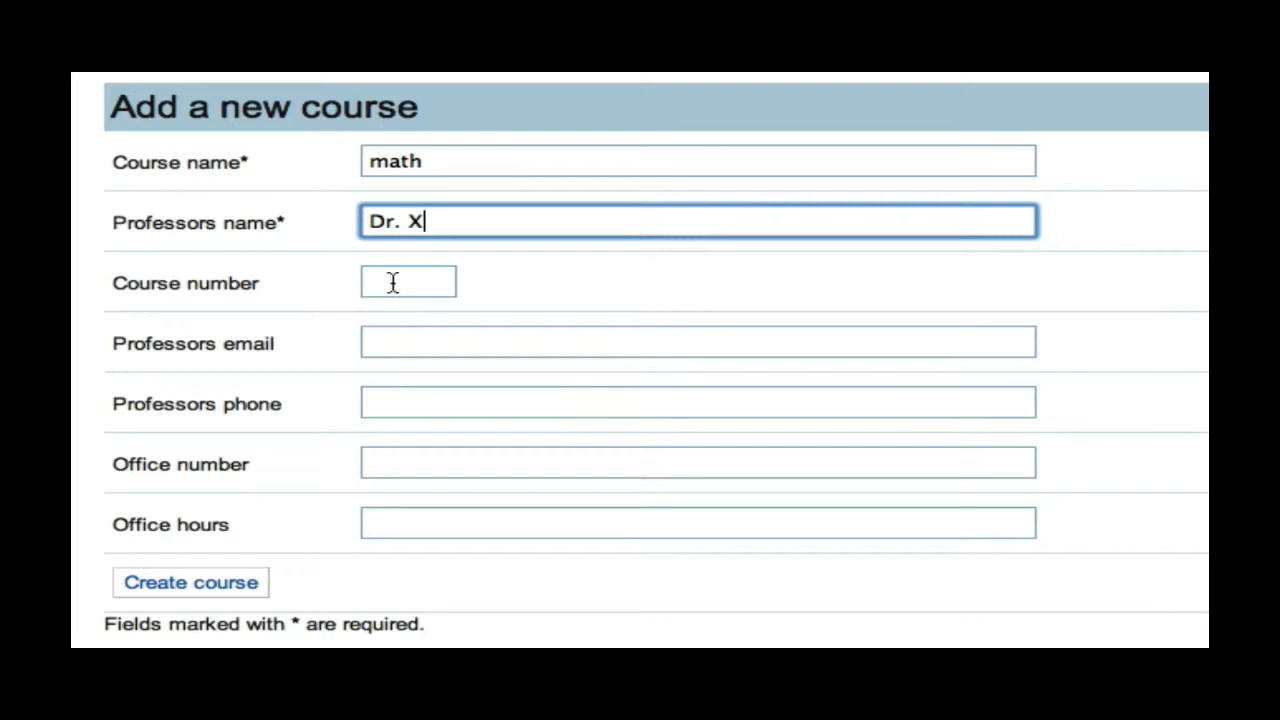 Add a new course
Course name* math
Professors name* Dr. X
Course number
Professors email
Professors phone
Office number
Office hours
Create course
Fields marked with * are required.